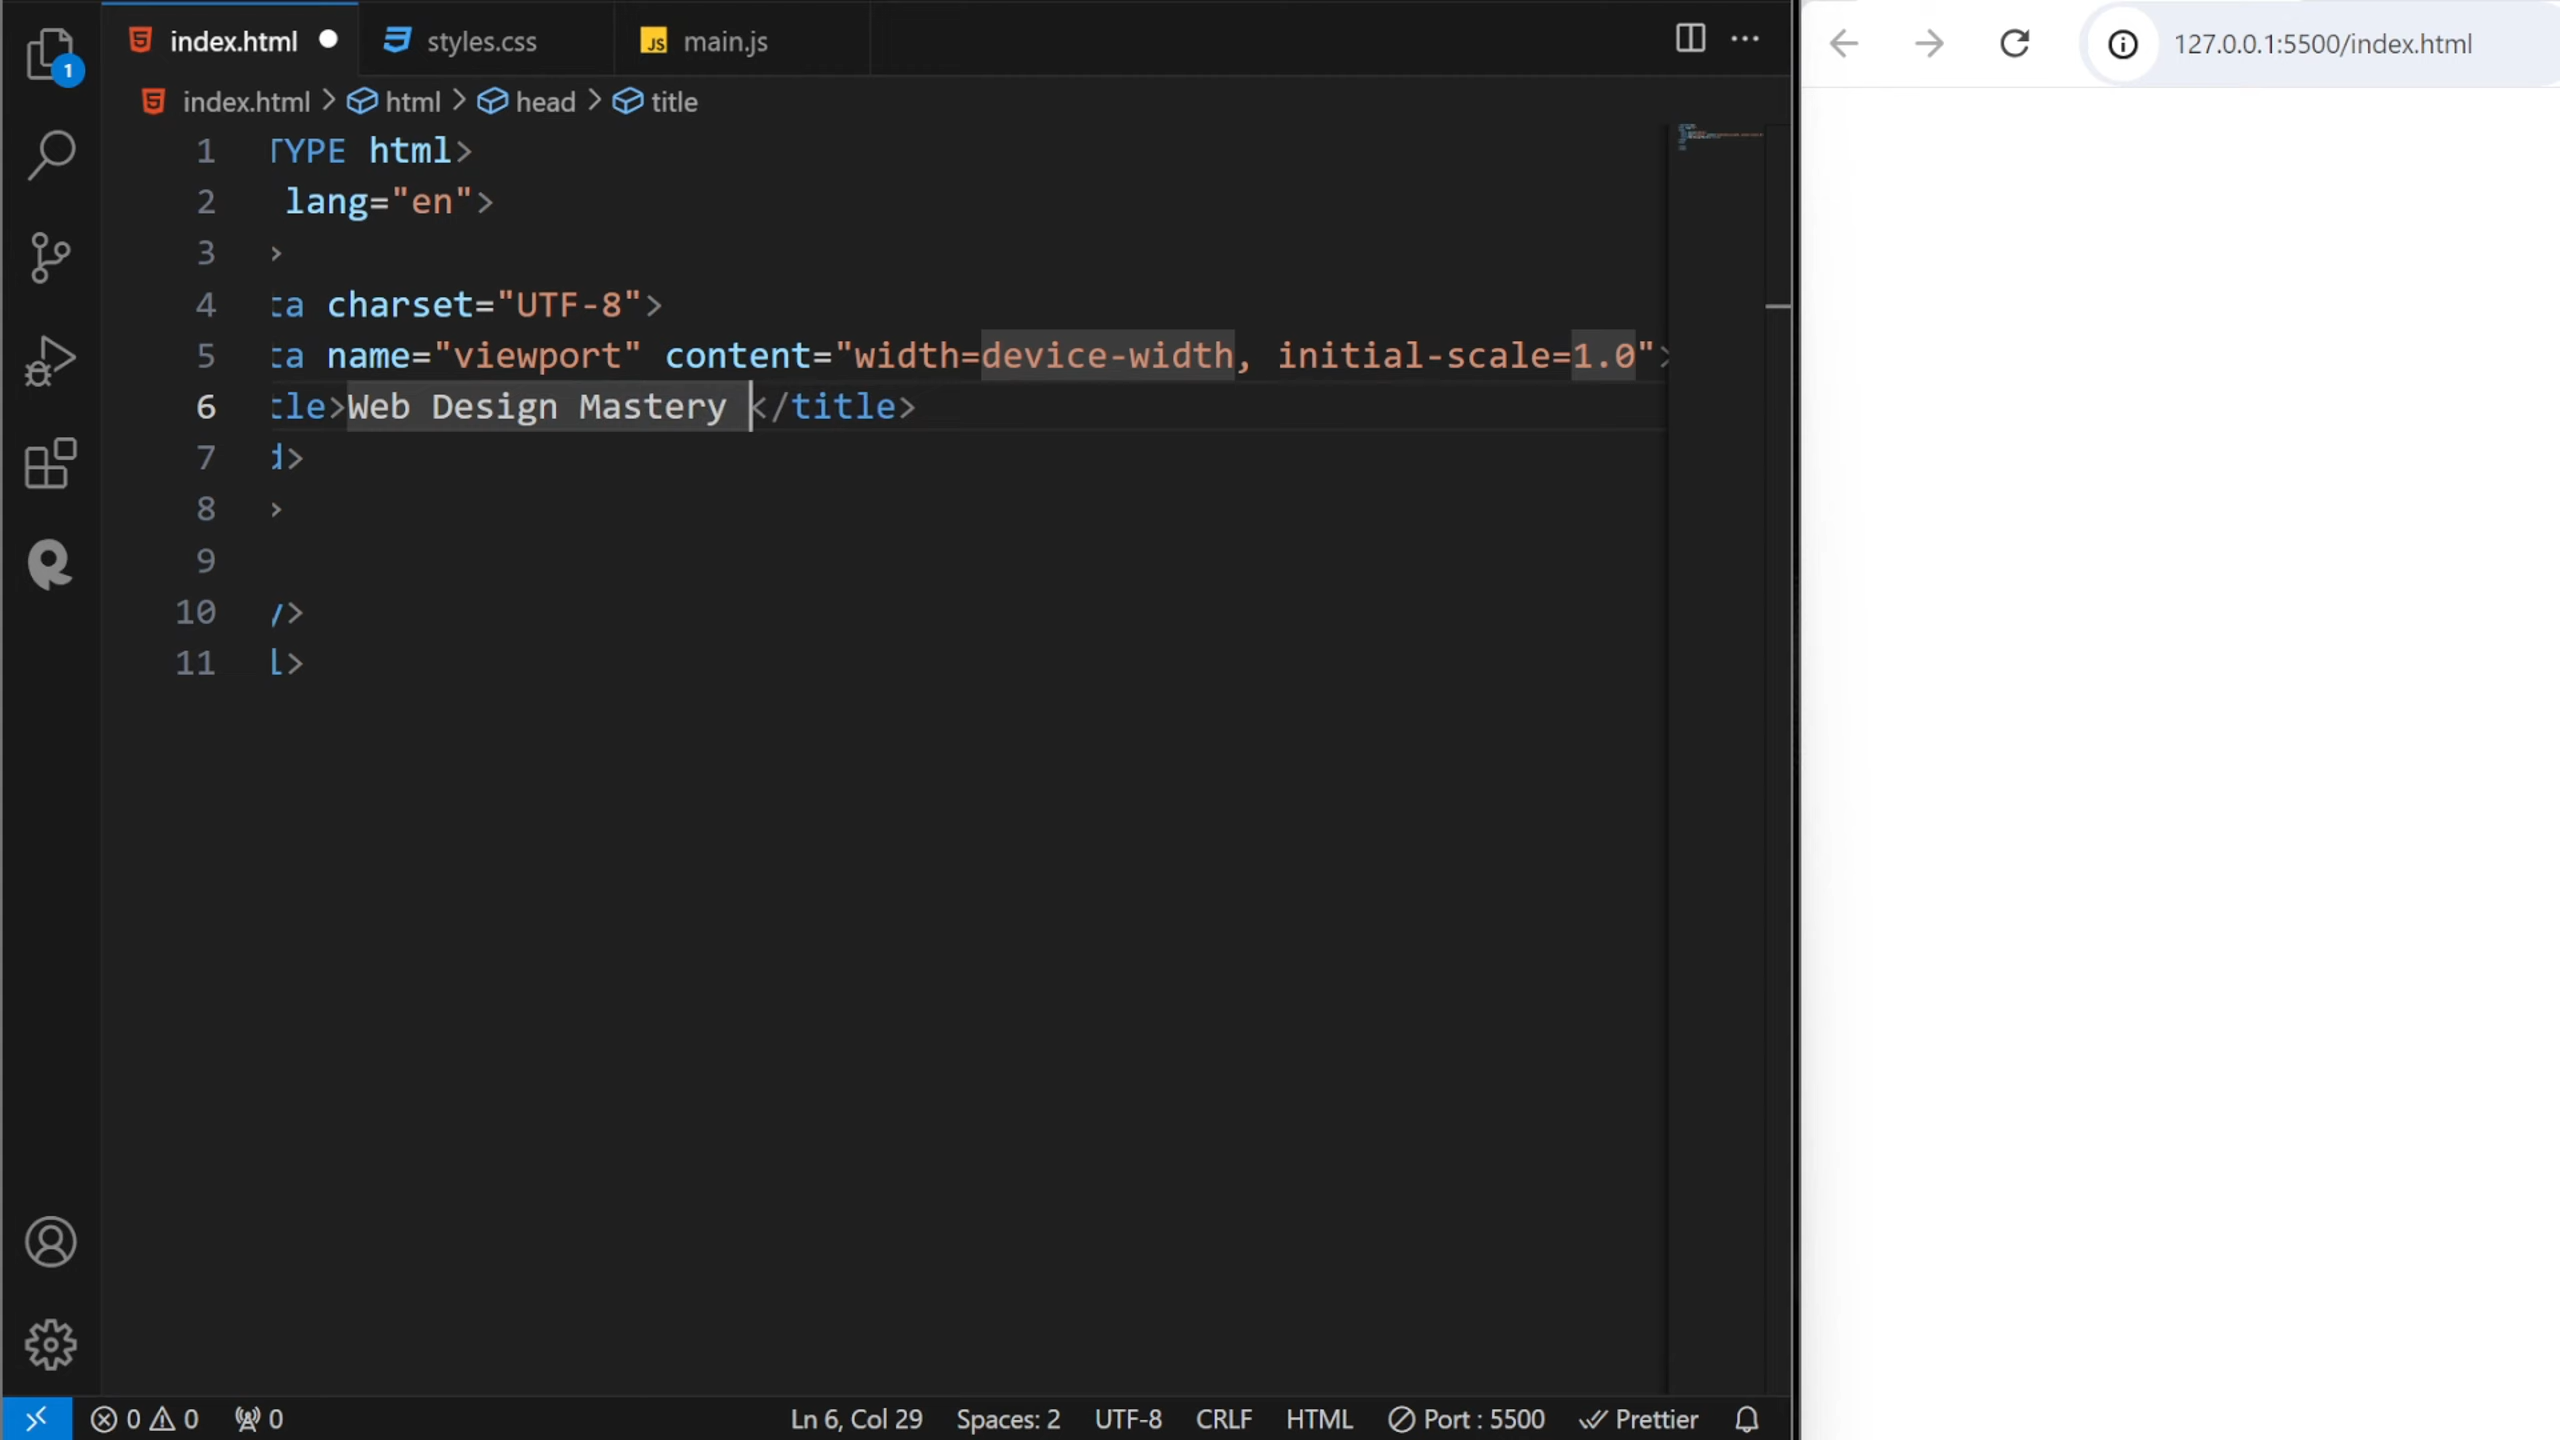 1
index.html
styles.css
JS main.js
127.0.0.1:5500/index.html
index.html > html > head > title
1 TYPE html>
2 lang="en">
3 >
4 ta charset="UTF-8">
5 ta name="viewport" content="width=device-width, initial-scale=1.0">
6 tle>Web Design Mastery </title>
7 d>
8 >
9
10 y>
11 l>
0 0 0 Ln 6, Col 29 Spaces: 2 UTF-8 CRLF HTML Port : 5500 Prettier